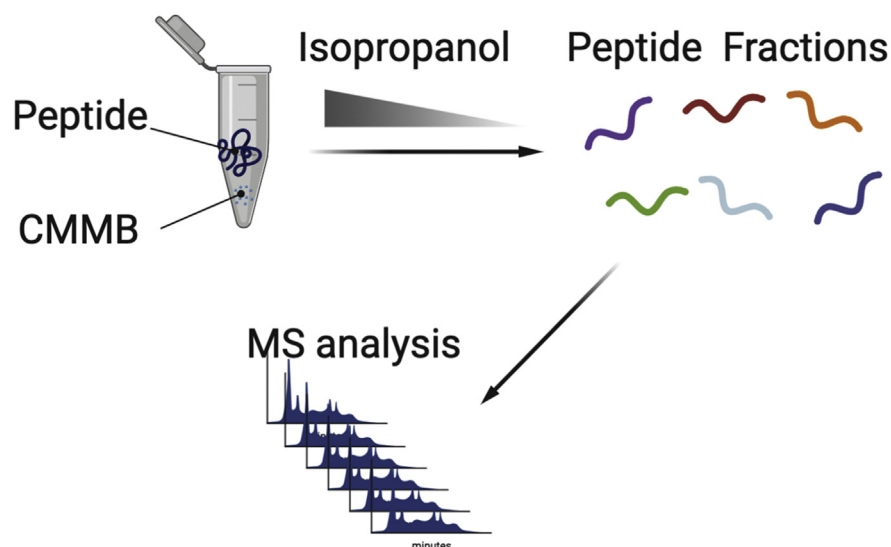 Isopropanol
Peptide Fractions
Peptide
CMMB
MS analysis
minutes